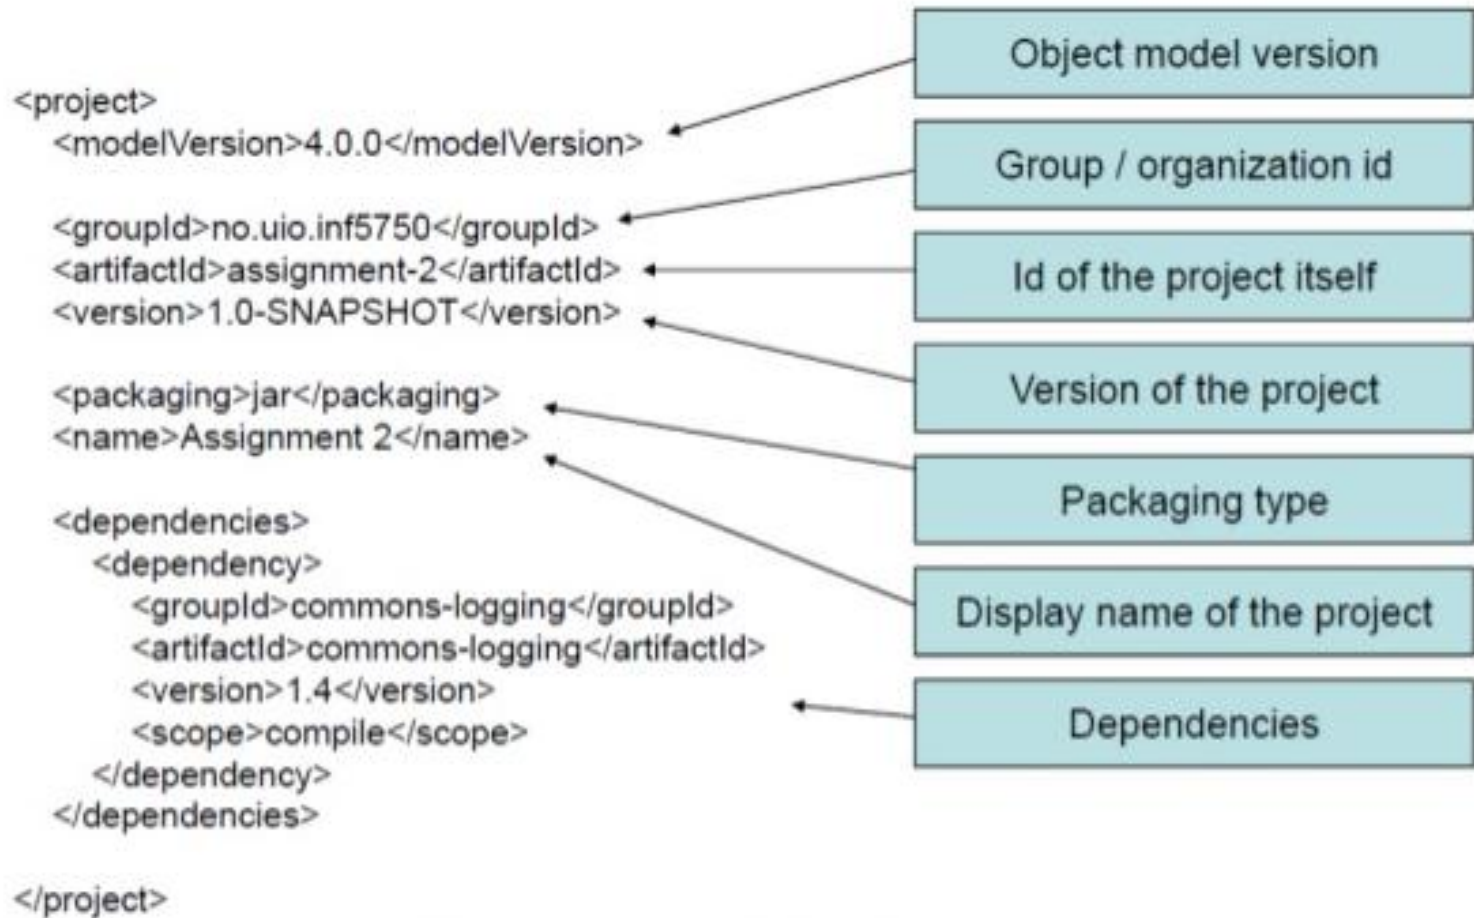 <project>
<modelVersion>4.0.0</modelVersion>
<groupId>no.uio.inf5750</groupId>
<artifactId>assignment-2</artifactId>
<version>1.0-SNAPSHOT</version>
<packaging>jar</packaging>
<name>Assignment 2</name>
<dependencies>
<dependency>
<groupId>commons-logging</groupId>
<artifactId>commons-logging</artifactId>
<version>1.4</version>
<scope>compile</scope>
</dependency>
</dependencies>
</project>
Object model version
Group / organization id
Id of the project itself
Version of the project
Packaging type
Display name of the project
Dependencies